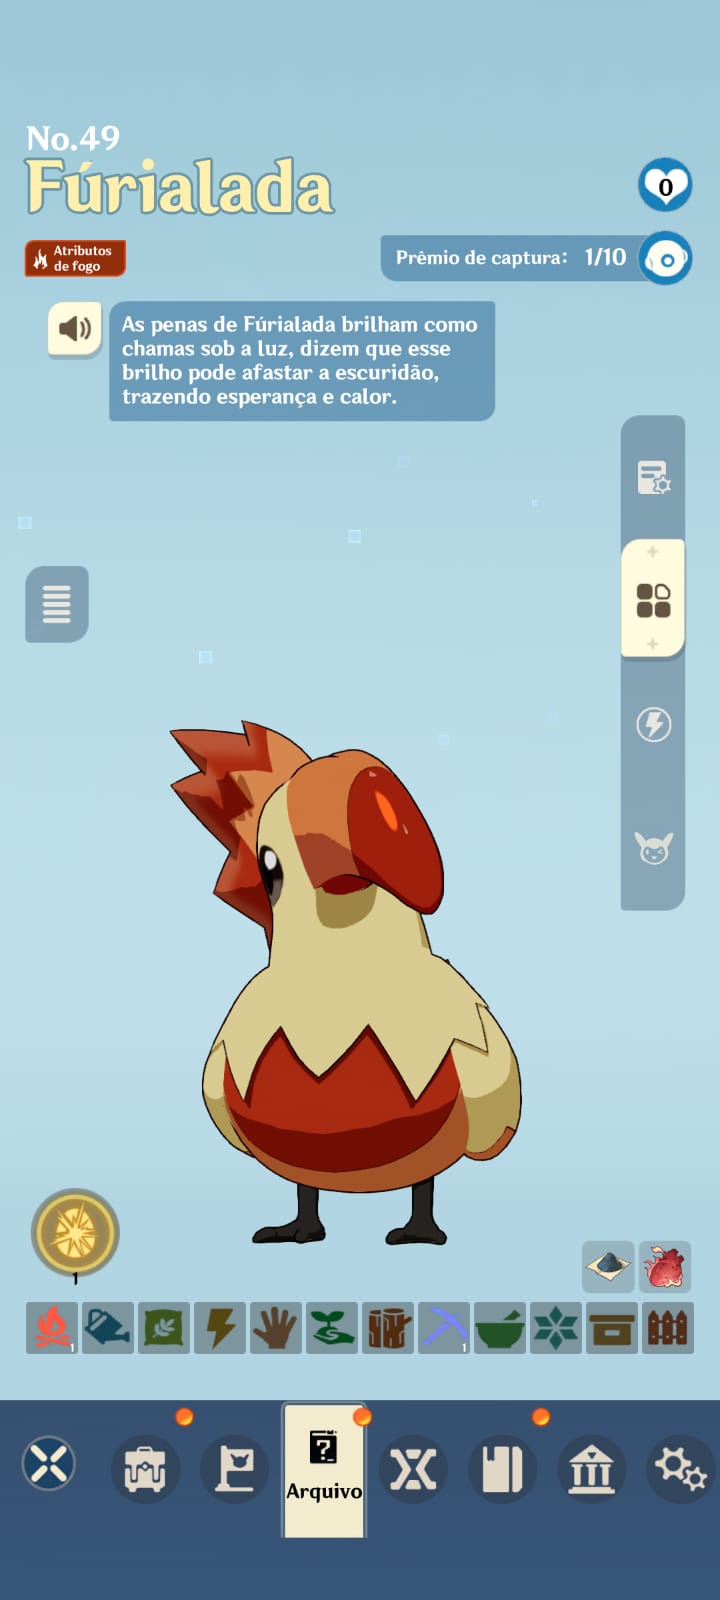 No.49
Fúrialada
0
Atributos
de fogo
Prêmio de captura: 1/10
As penas de Fúrialada brilham como
chamas sob a luz, dizem que esse
brilho pode afastar a escuridão,
trazendo esperança e calor.
1
1
1
?
Arquivo